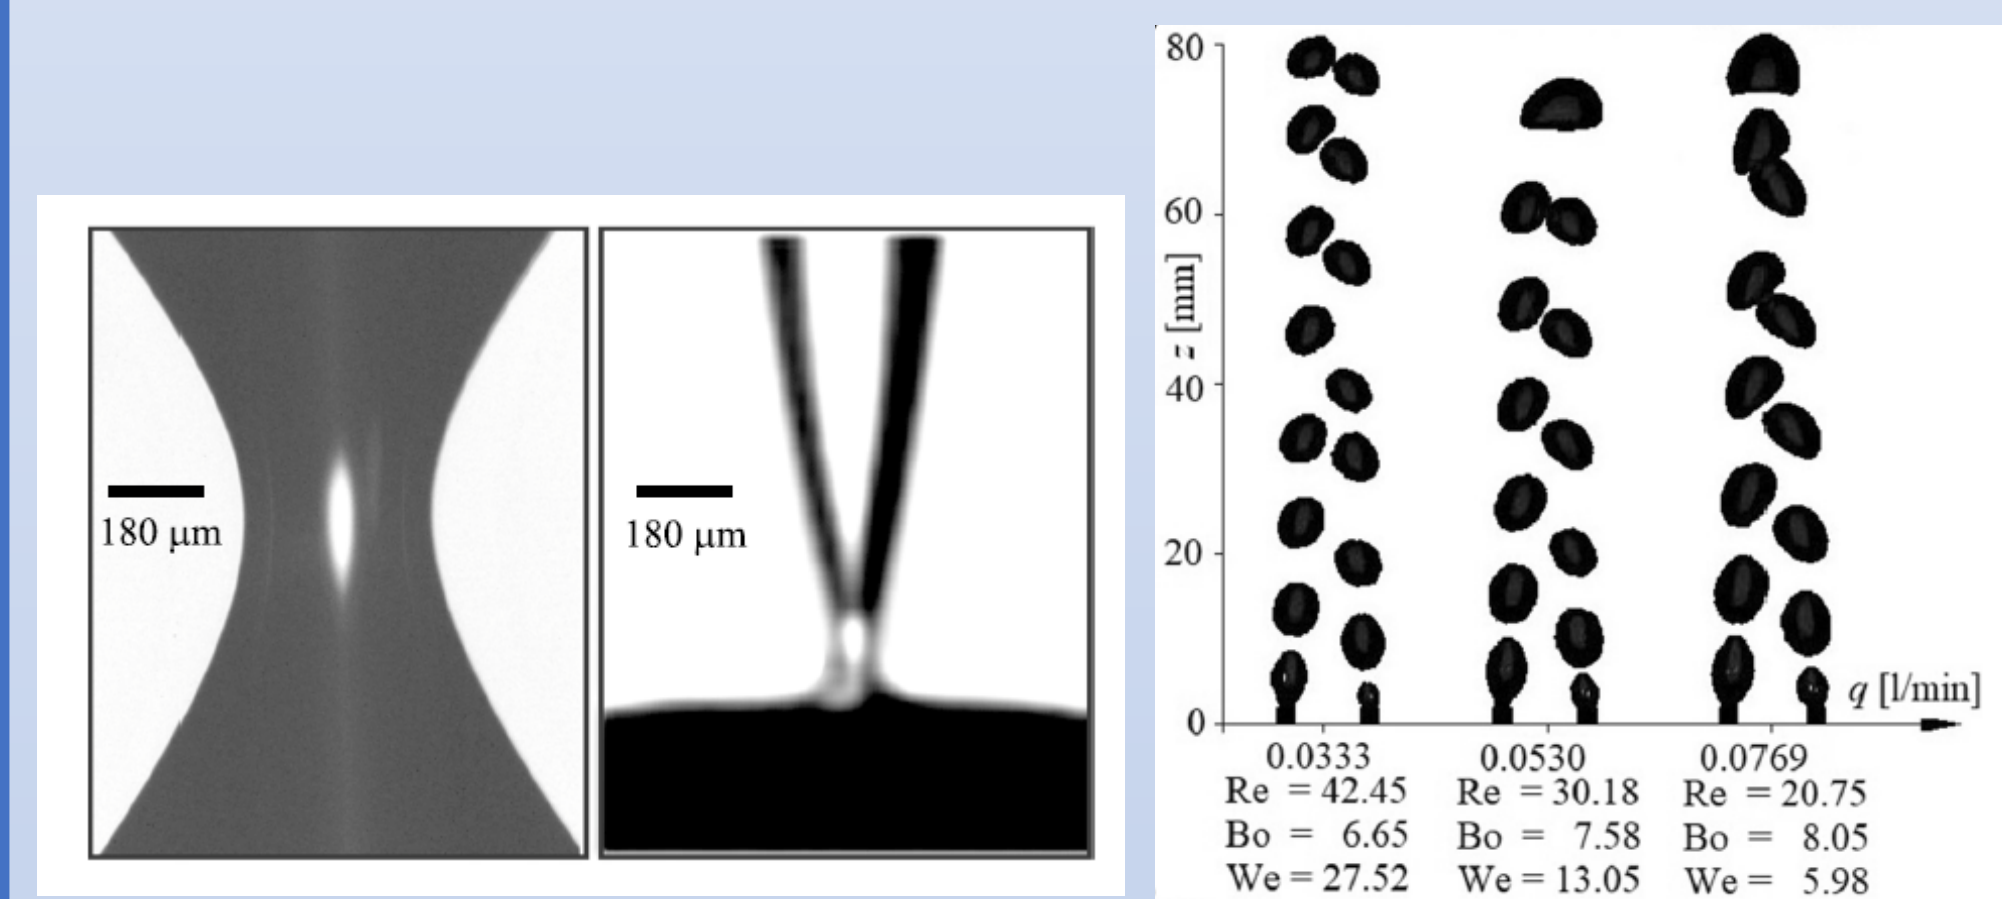 180 μm
180 μm
80
60
40
20
0
z [mm]
q [l/min]
0.0333 0.0530 0.0769
Re = 42.45 Re = 30.18 Re = 20.75
Bo = 6.65 Bo = 7.58 Bo = 8.05
We = 27.52 We = 13.05 We = 5.98